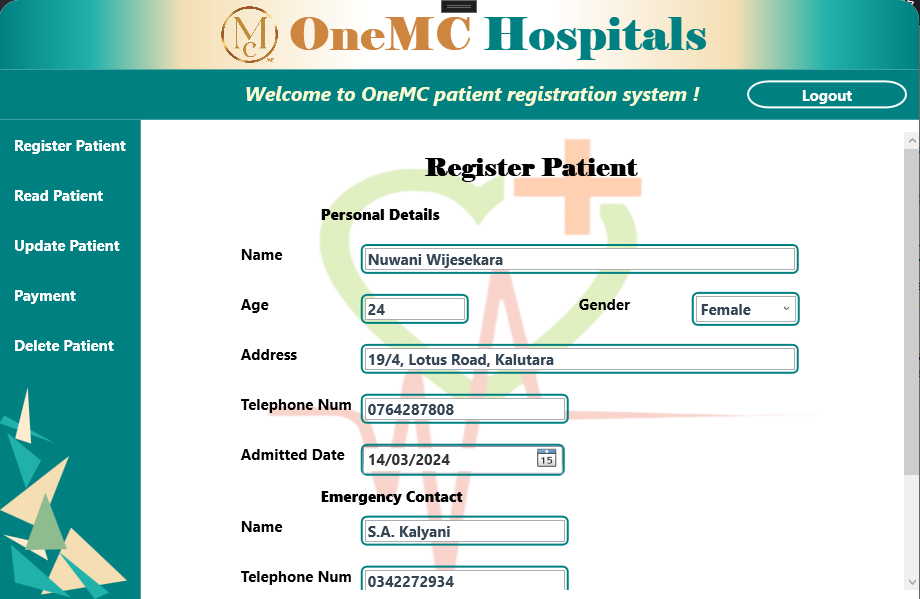 OneMC Hospitals
Welcome to OneMC patient registration system !
Logout
Register Patient
Read Patient
Update Patient
Payment
Delete Patient
Register Patient
Personal Details
Name
Nuwani Wijesekara
Age
24
Gender
Female
Address
19/4, Lotus Road, Kalutara
Telephone Num
0764287808
Admitted Date
14/03/2024
15
Emergency Contact
Name
S.A. Kalyani
Telephone Num
0342272934